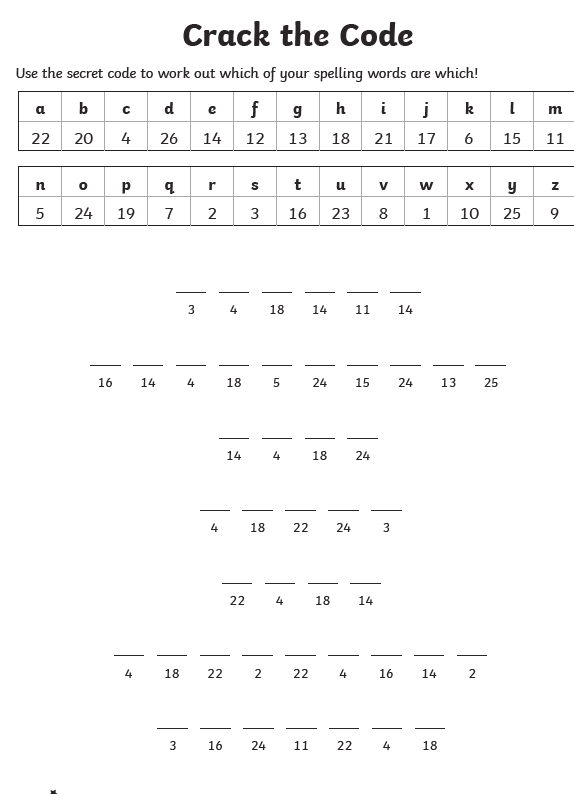 Crack the Code
Use the secret code to work out which of your spelling words are which!
a b c d e f g h i j k l m
22 20 4 26 14 12 13 18 21 17 6 15 11
n o p q r s t u v w x y z
5 24 19 7 2 3 16 23 8 1 10 25 9
3 4 18 14 11 14
16 14 4 18 5 24 15 24 13 25
14 4 18 24
4 18 22 24 3
22 4 18 14
4 18 22 2 22 4 16 14 2
3 16 24 11 22 4 18